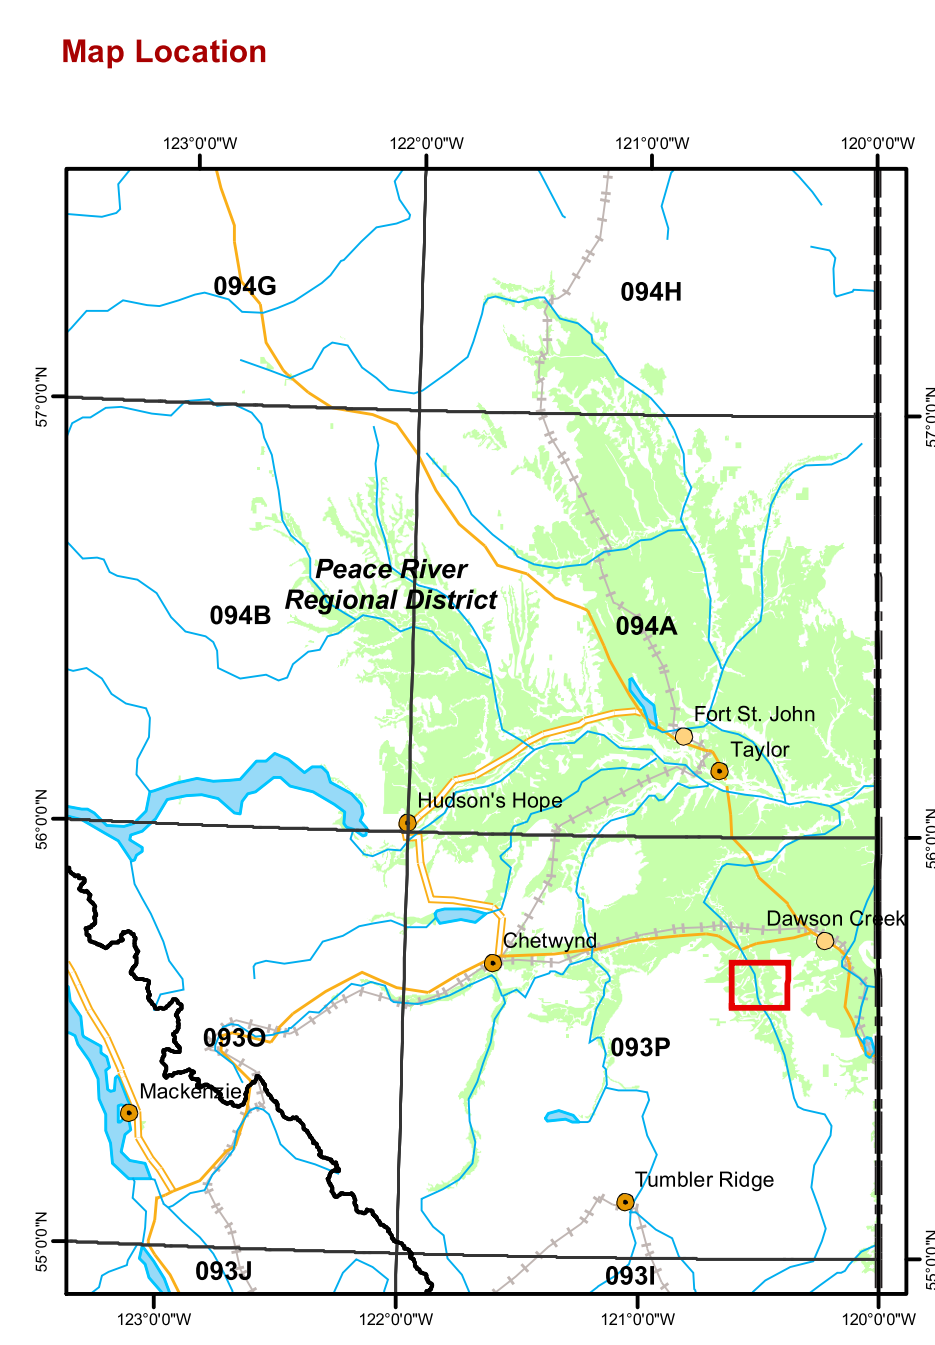 Map Location
123°0'0"W
122°0'0"W
121°0'0"W
120°0'0"W
094G
094H
57°0'0"N
57°0'0"N
Peace River
Regional District
094B
094A
Fort St. John
Taylor
Hudson's Hope
56°0'0"N
56°0'0"N
Dawson Creek
Chetwynd
093O
093P
Mackenzie
Tumbler Ridge
55°0'0"N
55°0'0"N
093J
093I
123°0'0"W
122°0'0"W
121°0'0"W
120°0'0"W